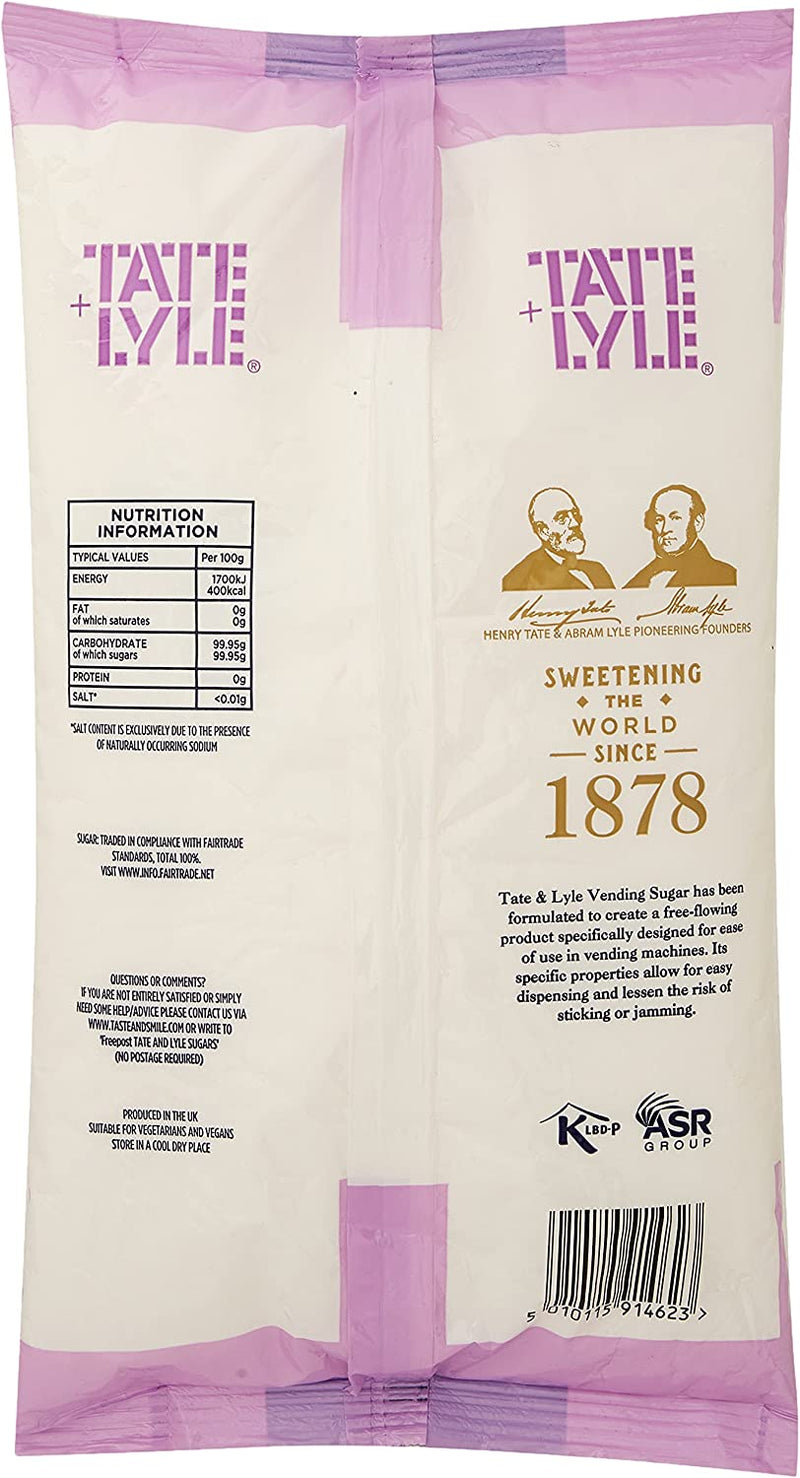 TATE
+ LYLE®
NUTRITION
INFORMATION
TYPICAL VALUES Per 100g
ENERGY 1700kJ
400kcal
FAT 0g
of which saturates 0g
CARBOHYDRATE 99.95g
of which sugars 99.95g
PROTEIN 0g
SALT* <0.01g
*SALT CONTENT IS EXCLUSIVELY DUE TO THE PRESENCE
OF NATURALLY OCCURRING SODIUM
SUGAR: TRADED IN COMPLIANCE WITH FAIRTRADE
STANDARDS, TOTAL 100%.
VISIT WWW.INFO.FAIRTRADE.NET
QUESTIONS OR COMMENTS?
IF YOU ARE NOT ENTIRELY SATISFIED OR SIMPLY
NEED SOME HELP/ADVICE PLEASE CONTACT US VIA
WWW.TASTEANDSMILE.COM OR WRITE TO
'Freepost TATE AND LYLE SUGARS'
(NO POSTAGE REQUIRED)
PRODUCED IN THE UK
SUITABLE FOR VEGETARIANS AND VEGANS
STORE IN A COOL DRY PLACE
TATE
+ LYLE®
Henry Tate Abram Lyle
HENRY TATE & ABRAM LYLE PIONEERING FOUNDERS
SWEETENING
THE
WORLD
SINCE
1878
Tate & Lyle Vending Sugar has been
formulated to create a free-flowing
product specifically designed for ease
of use in vending machines. Its
specific properties allow for easy
dispensing and lessen the risk of
sticking or jamming.
K LBD-P ASR
GROUP
5 010115 914623 >